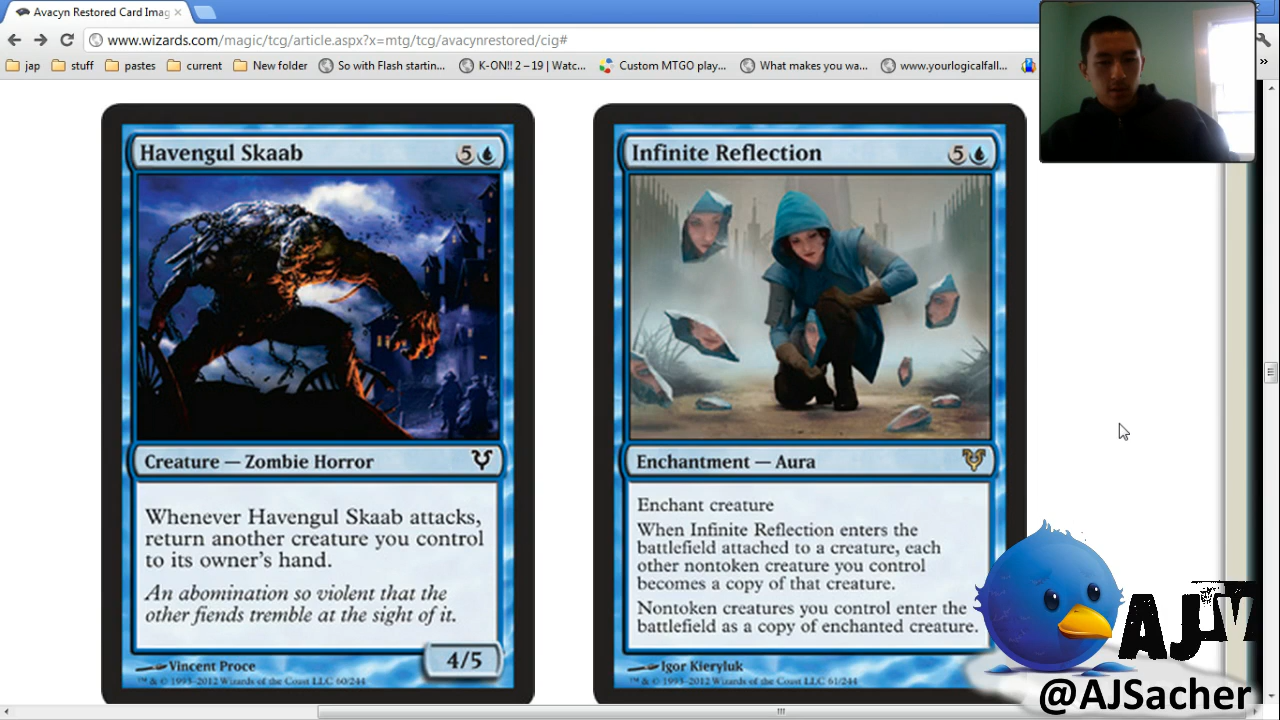 Avacyn Restored Card Imag
www.wizards.com/magic/tcg/article.aspx?x=mtg/tcg/avacynrestored/cig#
jap stuff pastes current New folder So with Flash startin... K-ON!! 2 – 19 | Watc... Custom MTGO play... What makes you wa... www.yourlogicalfall... »
Havengul Skaab 5
Creature — Zombie Horror
Whenever Havengul Skaab attacks,
return another creature you control
to its owner's hand.
An abomination so violent that the
other fiends tremble at the sight of it.
4/5
Vincent Proce
™ & © 1993–2012 Wizards of the Coast LLC 60/244
Infinite Reflection 5
Enchantment — Aura
Enchant creature
When Infinite Reflection enters the
battlefield attached to a creature, each
other nontoken creature you control
becomes a copy of that creature.
Nontoken creatures you control enter the
battlefield as a copy of enchanted creature.
Igor Kieryluk
™ & © 1993–2012 Wizards of the Coast LLC 61/244
@AJSacher